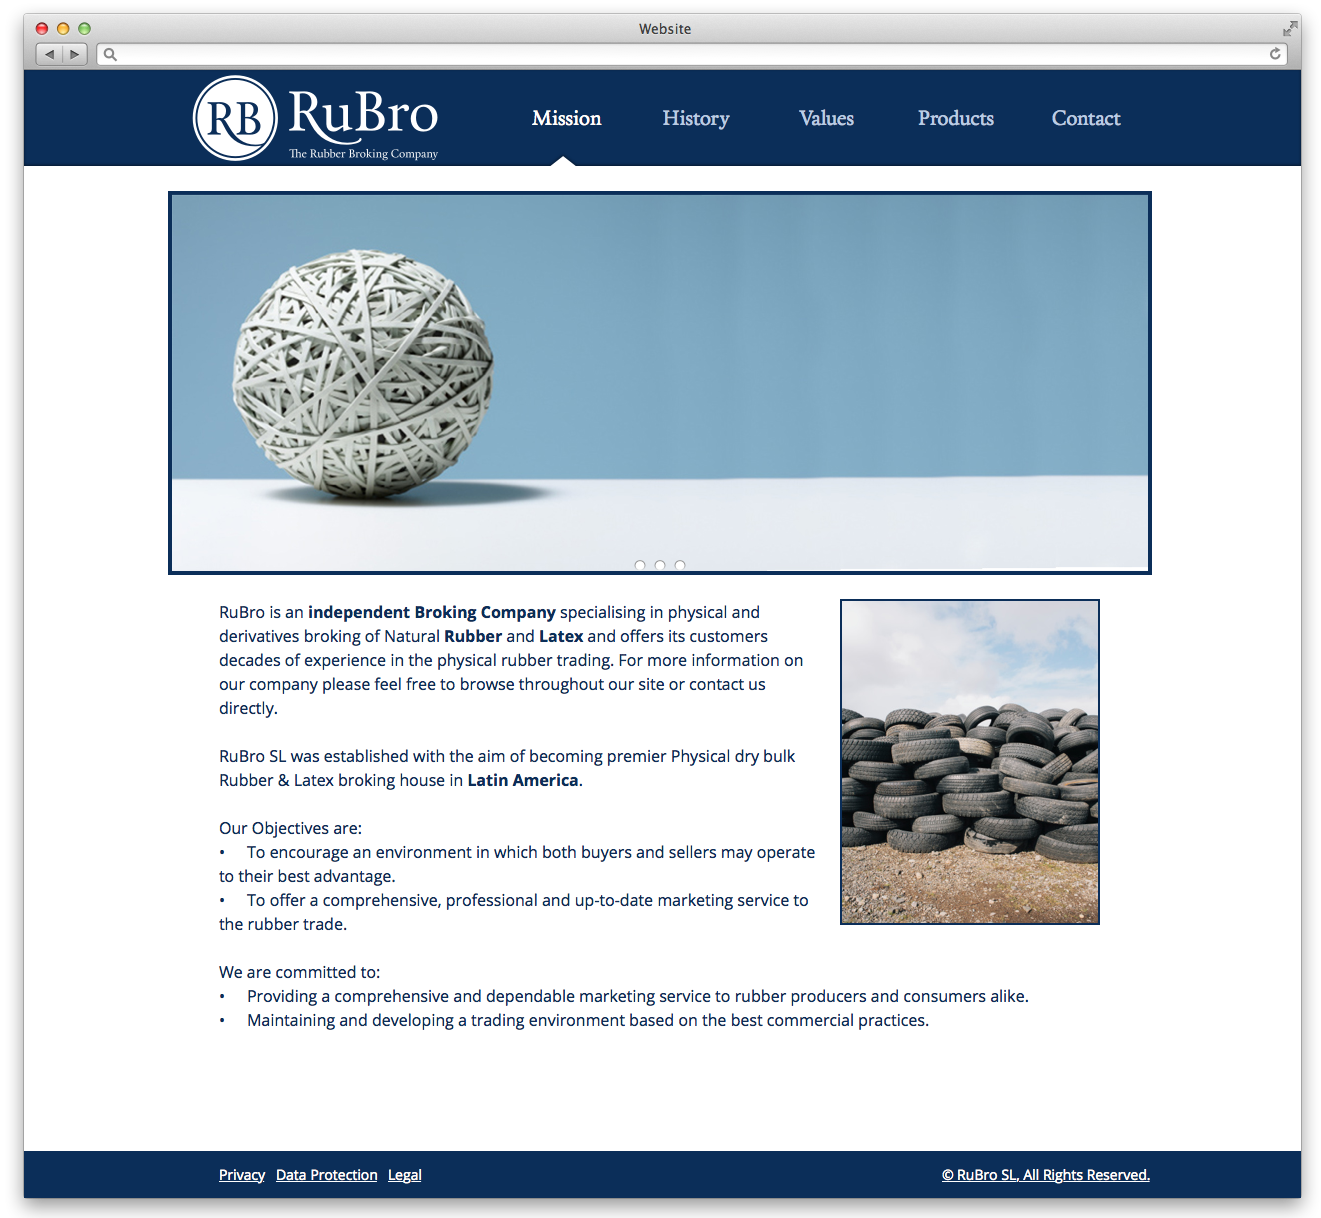 Website
RB
RuBro
The Rubber Broking Company
Mission
History
Values
Products
Contact
RuBro is an independent Broking Company specialising in physical and
derivatives broking of Natural Rubber and Latex and offers its customers
decades of experience in the physical rubber trading. For more information on
our company please feel free to browse throughout our site or contact us
directly.
RuBro SL was established with the aim of becoming premier Physical dry bulk
Rubber & Latex broking house in Latin America.
Our Objectives are:
• To encourage an environment in which both buyers and sellers may operate
to their best advantage.
• To offer a comprehensive, professional and up-to-date marketing service to
the rubber trade.
We are committed to:
• Providing a comprehensive and dependable marketing service to rubber producers and consumers alike.
• Maintaining and developing a trading environment based on the best commercial practices.
Privacy Data Protection Legal
© RuBro SL, All Rights Reserved.